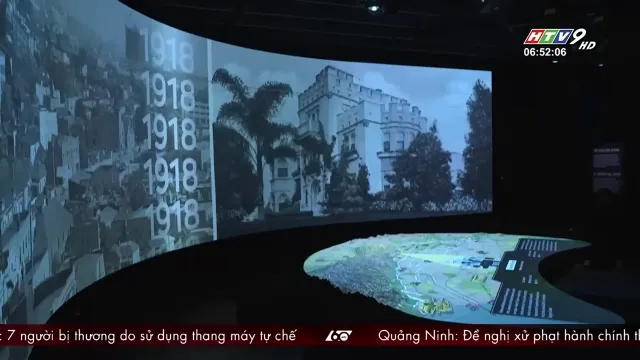 HTV9 HD
06:52:06
1918
1918
1918
1918
1918
: 7 người bị thương do sử dụng thang máy tự chế
60
Quảng Ninh: Đề nghị xử phạt hành chính th